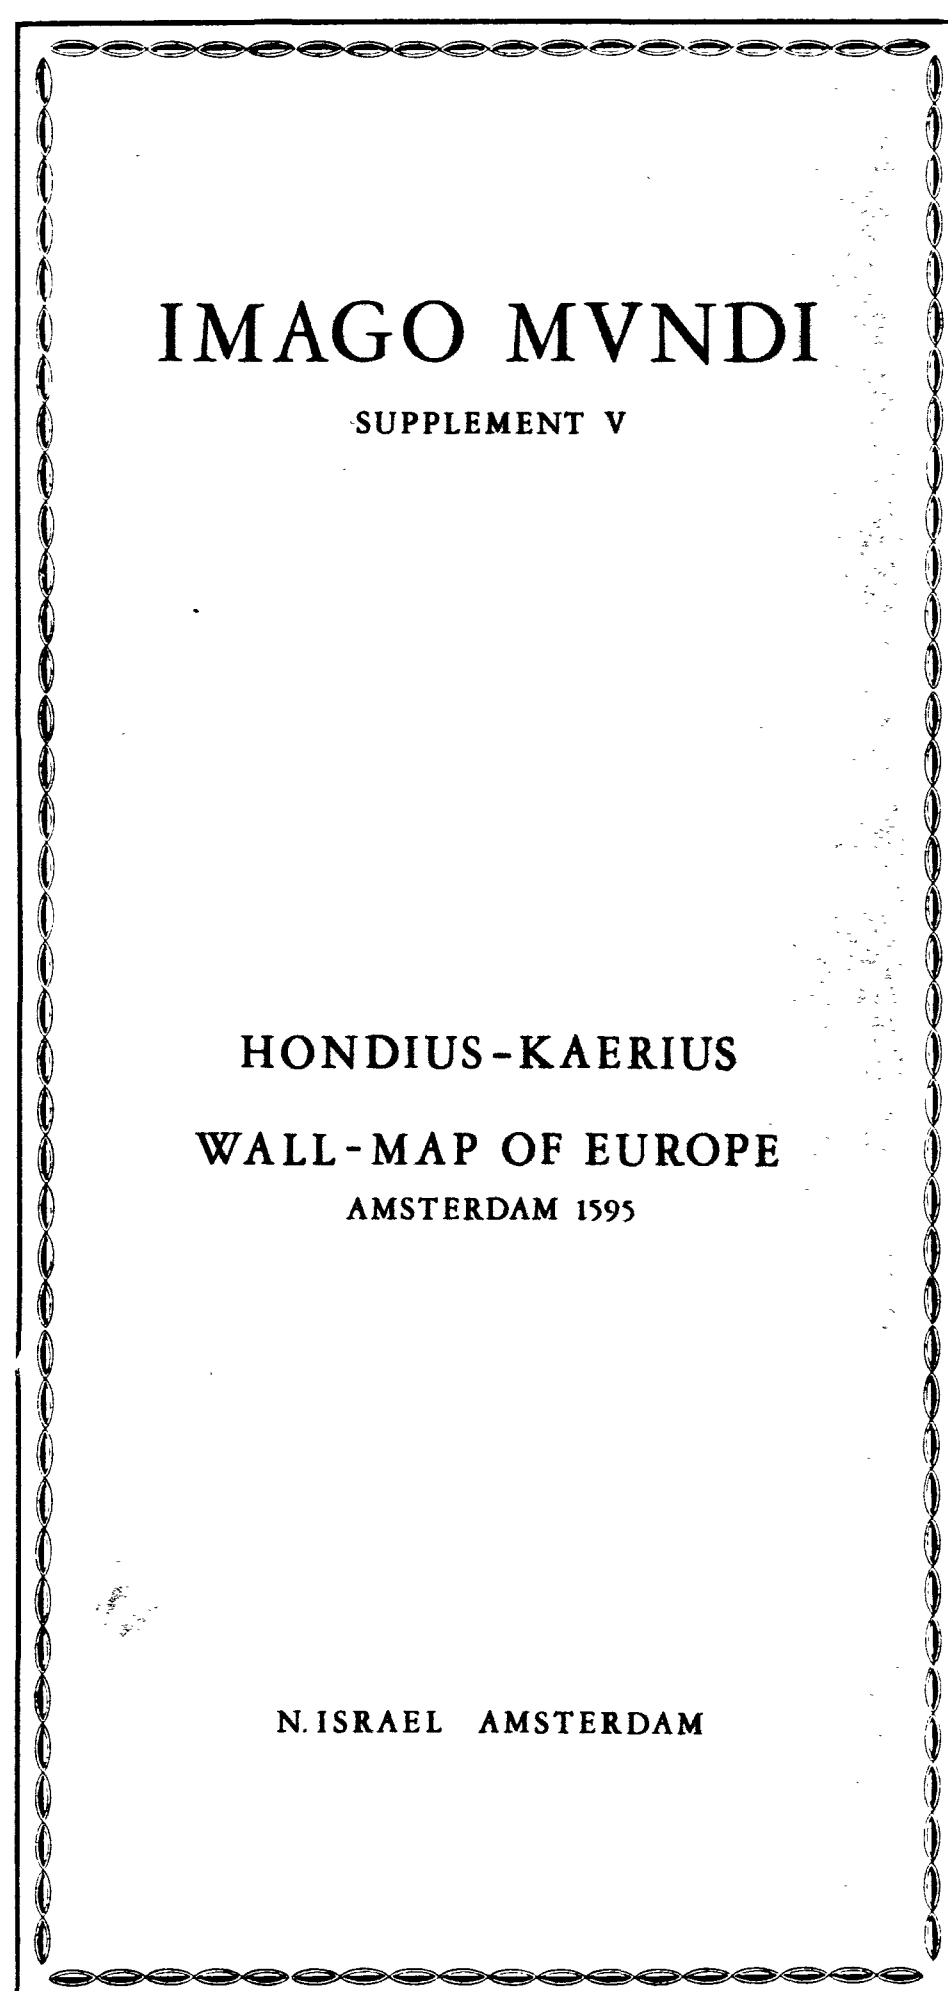 IMAGO MVNDI
SUPPLEMENT V
HONDIUS-KAERIUS
WALL-MAP OF EUROPE
AMSTERDAM 1595
N. ISRAEL AMSTERDAM